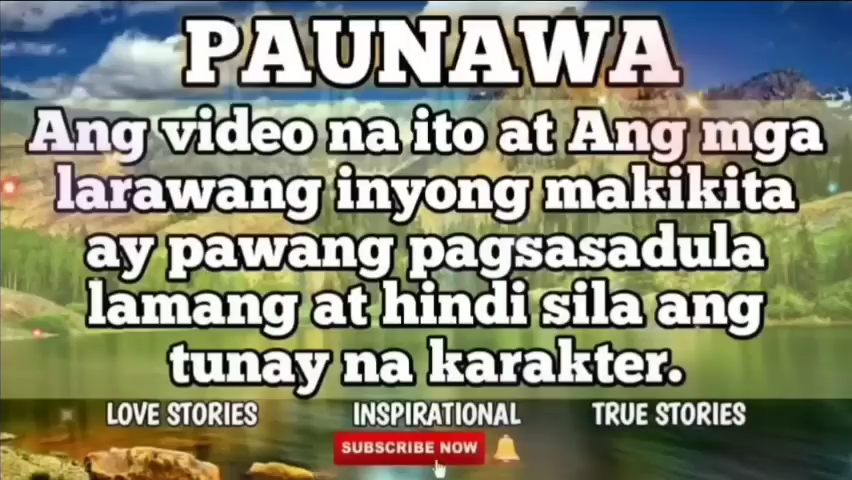 PAUNAWA
Ang video na ito at Ang mga
larawang inyong makikita
ay pawang pagsasadula
lamang at hindi sila ang
tunay na karakter.
LOVE STORIES INSPIRATIONAL TRUE STORIES
SUBSCRIBE NOW